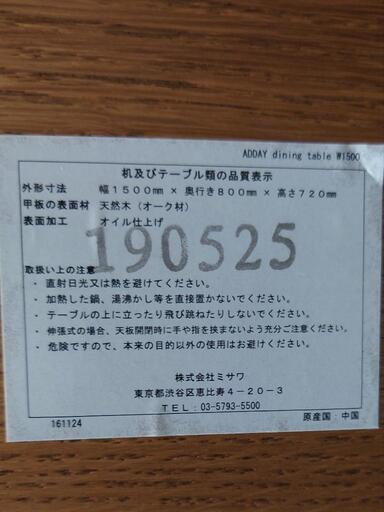 ADDAY dining table W1500
机及びテーブル類の品質表示
外形寸法　幅1500mm × 奥行き800mm × 高さ720mm
甲板の表面材　天然木（オーク材）
表面加工　オイル仕上げ
190525
取扱い上の注意
・ 直射日光又は熱を避けてください。
・ 加熱した鍋、湯沸かし等を直接置かないでください。
・ テーブルの上に立ったり飛び跳ねたりしないでください。
・ 伸張式の場合、天板開閉時に手や指を挟まないよう充分ご注意ください。
・ 危険ですので、本来の目的以外の使用はお避けください。
株式会社ミサワ
東京都渋谷区恵比寿4－20－3
TEL：03-5793-5500
161124　原産国：中国